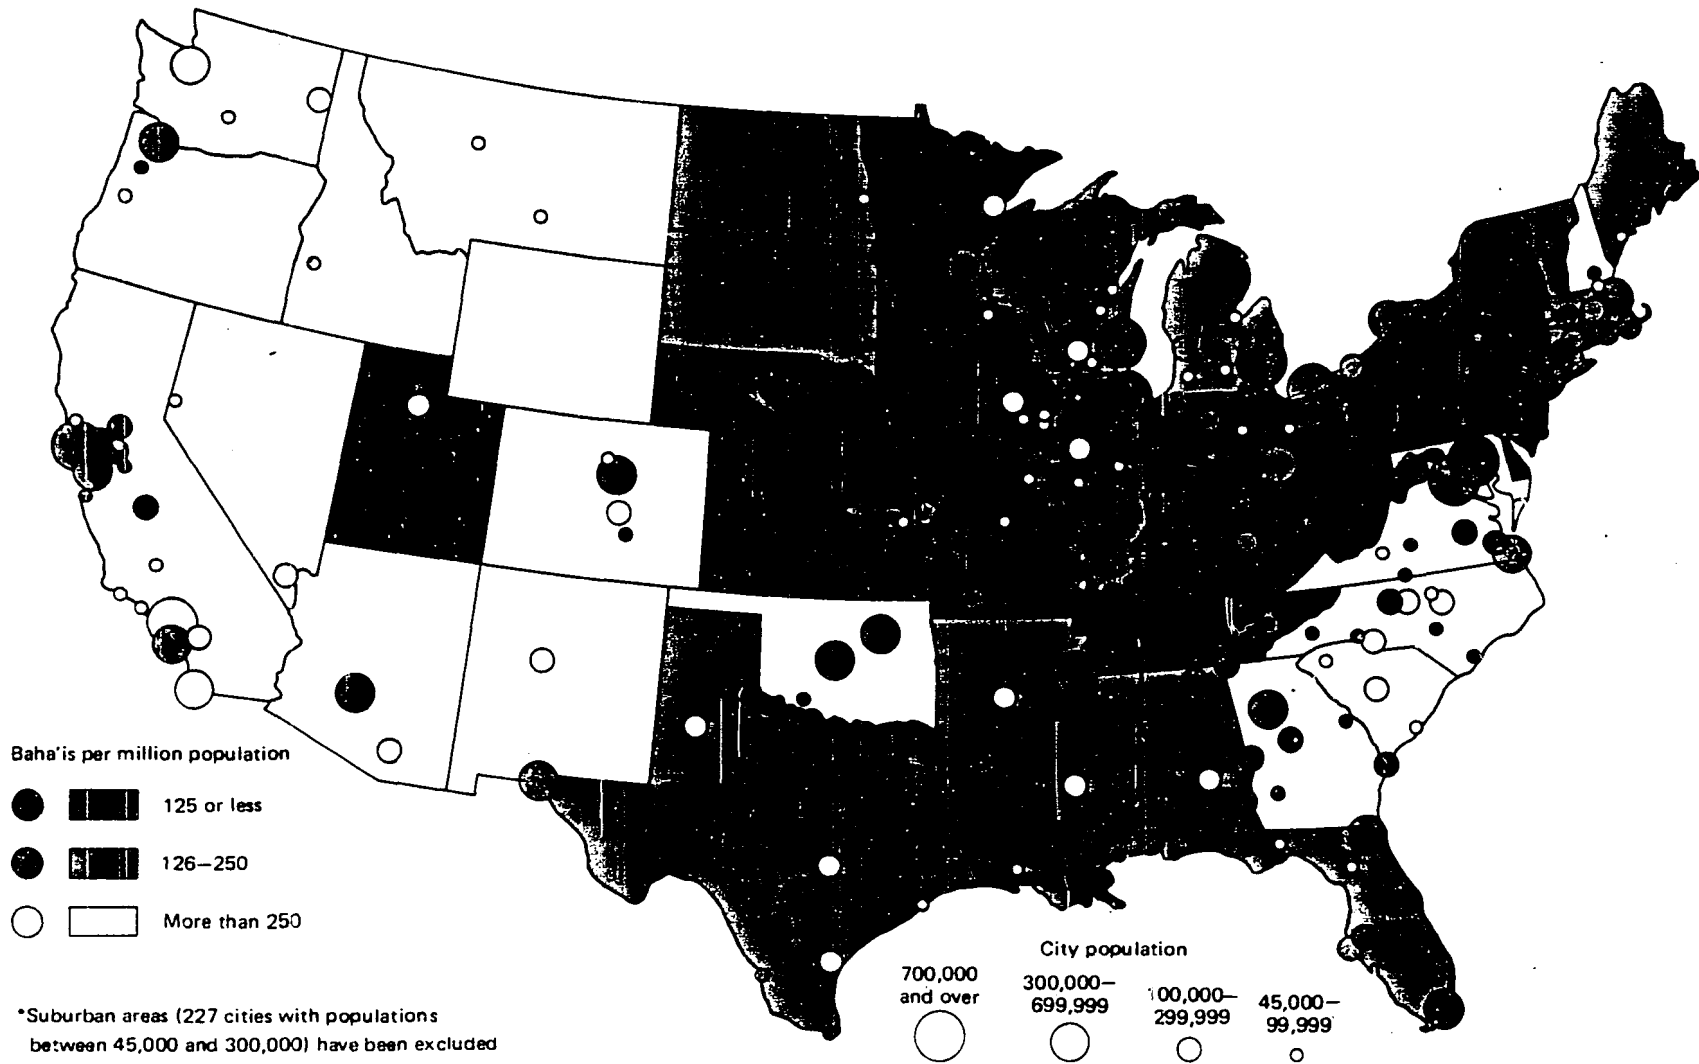 Baha'is per million population
125 or less
126–250
More than 250
*Suburban areas (227 cities with populations
between 45,000 and 300,000) have been excluded
City population
700,000
and over
300,000–
699,999
100,000–
299,999
45,000–
99,999